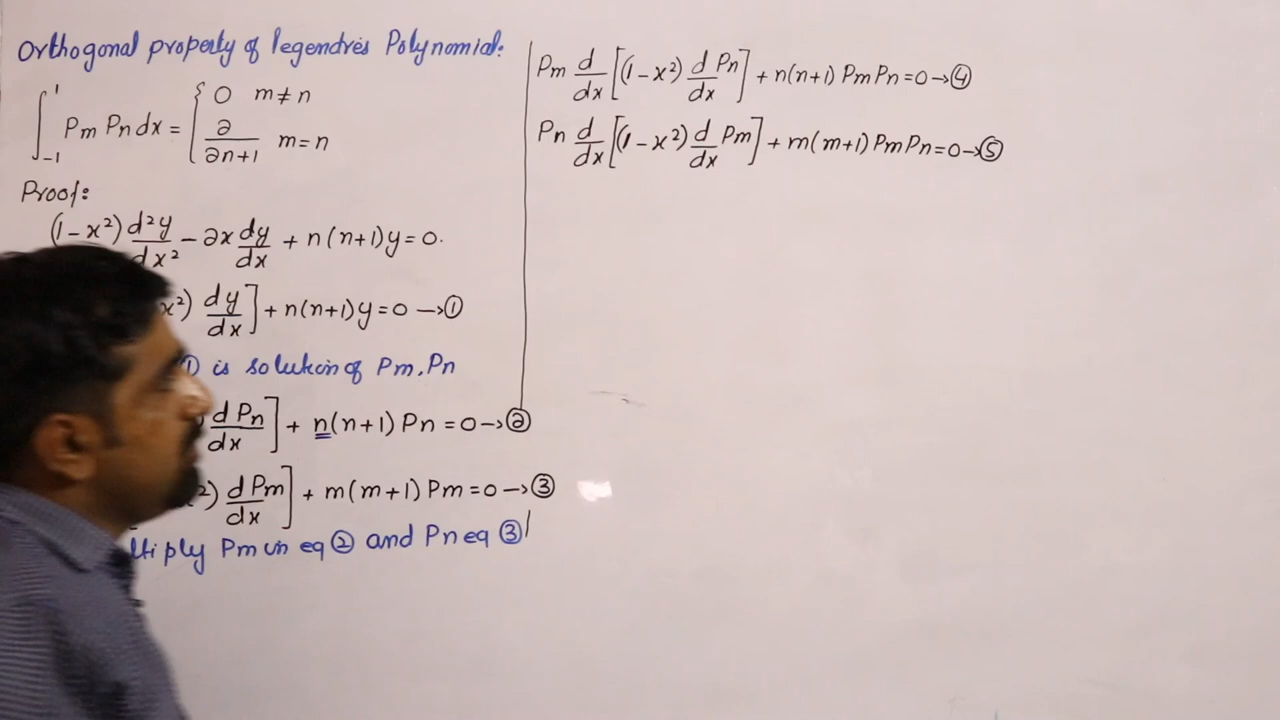 Orthogonal property of legendre's Polynomial:
∫₋₁¹ Pm Pn dx = { 0 m ≠ n
2/(2n+1) m = n
Proof:
(1-x²) d²y/dx² - 2x dy/dx + n(n+1)y = 0.
x²) dy/dx] + n(n+1)y = 0 → ①
① is solution of Pm, Pn
dPn/dx] + n(n+1) Pn = 0 → ②
²) dPm/dx] + m(m+1) Pm = 0 → ③
tiply Pm in eq ② and Pn eq ③
Pm d/dx [(1-x²) d Pn/dx] + n(n+1) Pm Pn = 0 → ④
Pn d/dx [(1-x²) d/dx Pm] + m(m+1) Pm Pn = 0 → ⑤